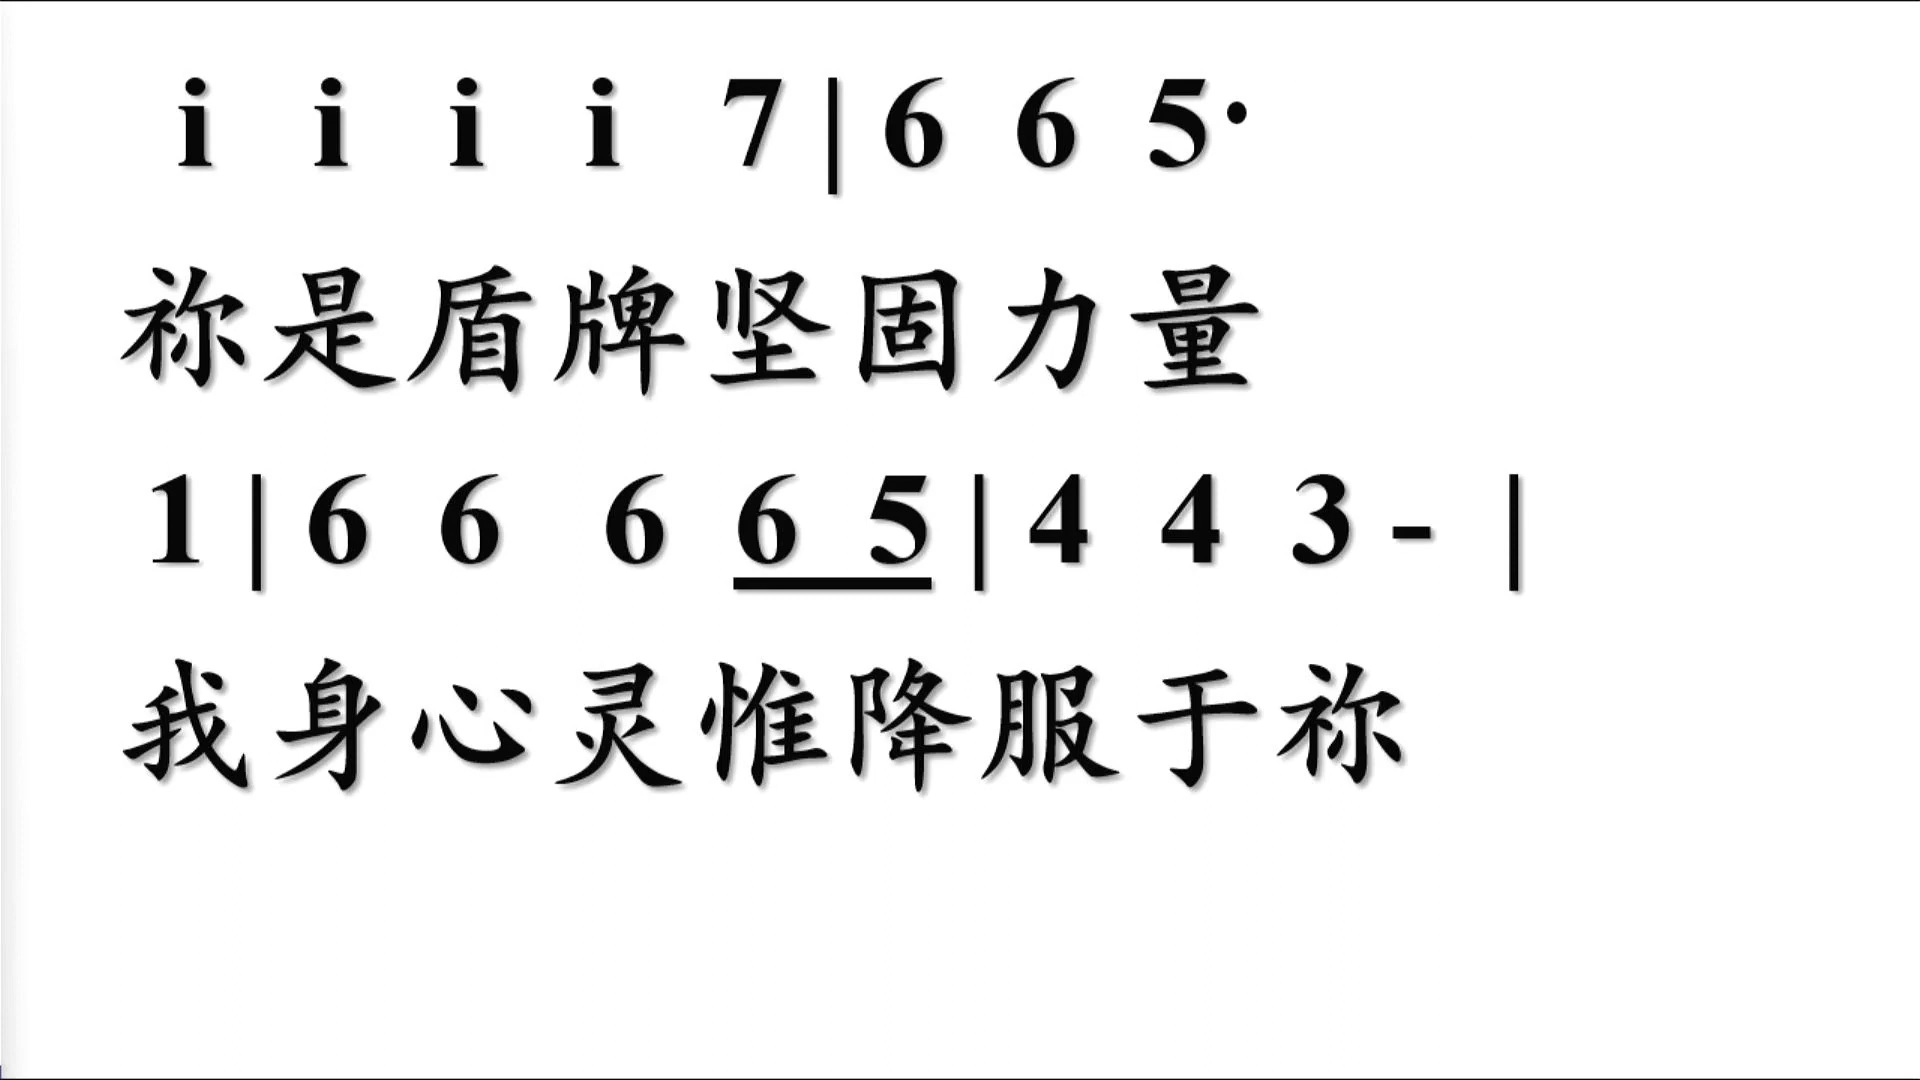 i i i i 7 | 6 6 5·
祢是盾牌坚固力量
1 | 6 6 6 6 5 | 4 4 3 - |
我身心灵惟降服于祢